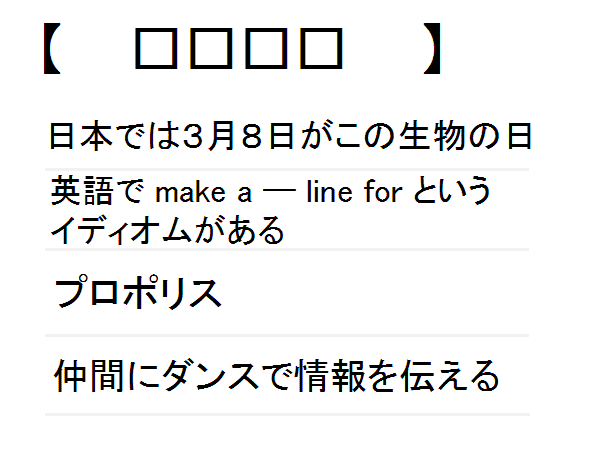 【 □□□□ 】
日本では3月8日がこの生物の日
英語で make a ― line for という
イディオムがある
プロポリス
仲間にダンスで情報を伝える